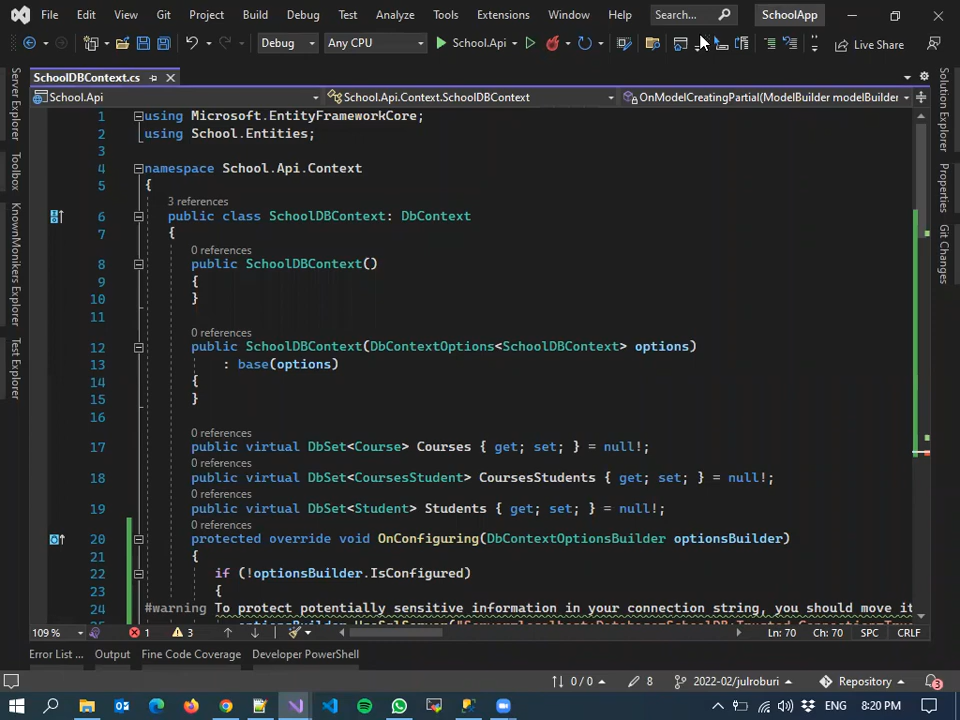 File Edit View Git Project Build Debug Test Analyze Tools Extensions Window Help Search... SchoolApp
Debug Any CPU School.Api Live Share
SchoolDBContext.cs
School.Api School.Api.Context.SchoolDBContext OnModelCreatingPartial(ModelBuilder modelBuilder
Server Explorer
Toolbox
KnownMonikers Explorer
Test Explorer
Solution Explorer
Properties
Git Changes
1 using Microsoft.EntityFrameworkCore;
2 using School.Entities;
3
4 namespace School.Api.Context
5 {
3 references
6 public class SchoolDBContext: DbContext
7 {
0 references
8 public SchoolDBContext()
9 {
10 }
11
0 references
12 public SchoolDBContext(DbContextOptions<SchoolDBContext> options)
13 : base(options)
14 {
15 }
16
0 references
17 public virtual DbSet<Course> Courses { get; set; } = null!;
0 references
18 public virtual DbSet<CoursesStudent> CoursesStudents { get; set; } = null!;
0 references
19 public virtual DbSet<Student> Students { get; set; } = null!;
0 references
20 protected override void OnConfiguring(DbContextOptionsBuilder optionsBuilder)
21 {
22 if (!optionsBuilder.IsConfigured)
23 {
24 #warning To protect potentially sensitive information in your connection string, you should move it
109 % 1 3 Ln: 70 Ch: 70 SPC CRLF
Error List ... Output Fine Code Coverage Developer PowerShell
0 / 0 8 2022-02/julroburi Repository 3
8:20 PM 3